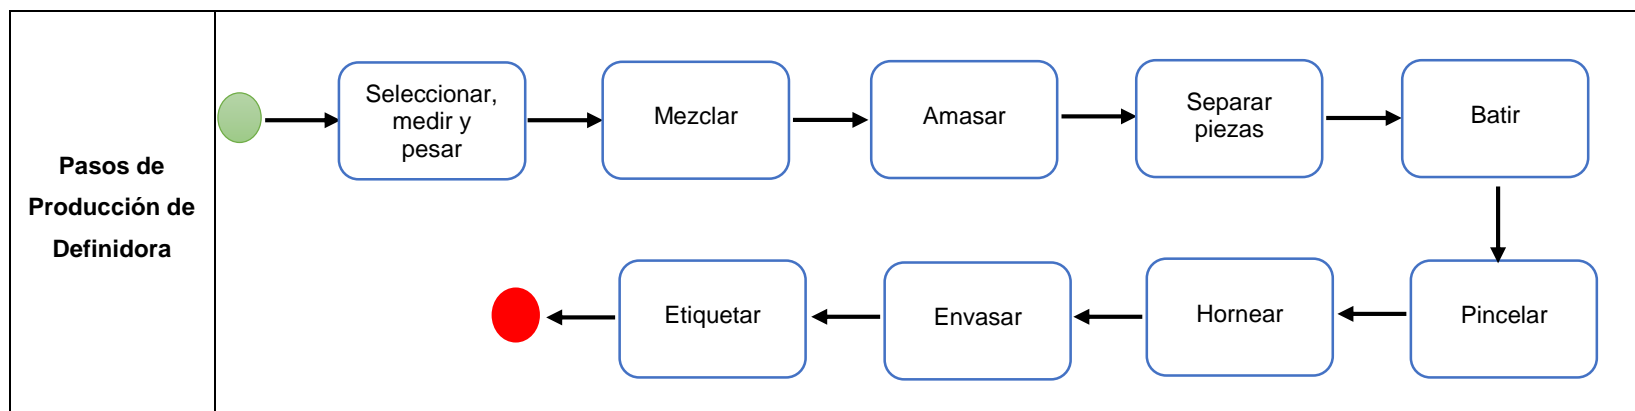 Pasos de
Producción de
Definidora
Seleccionar,
medir y
pesar
Mezclar
Amasar
Separar
piezas
Batir
Pincelar
Hornear
Envasar
Etiquetar